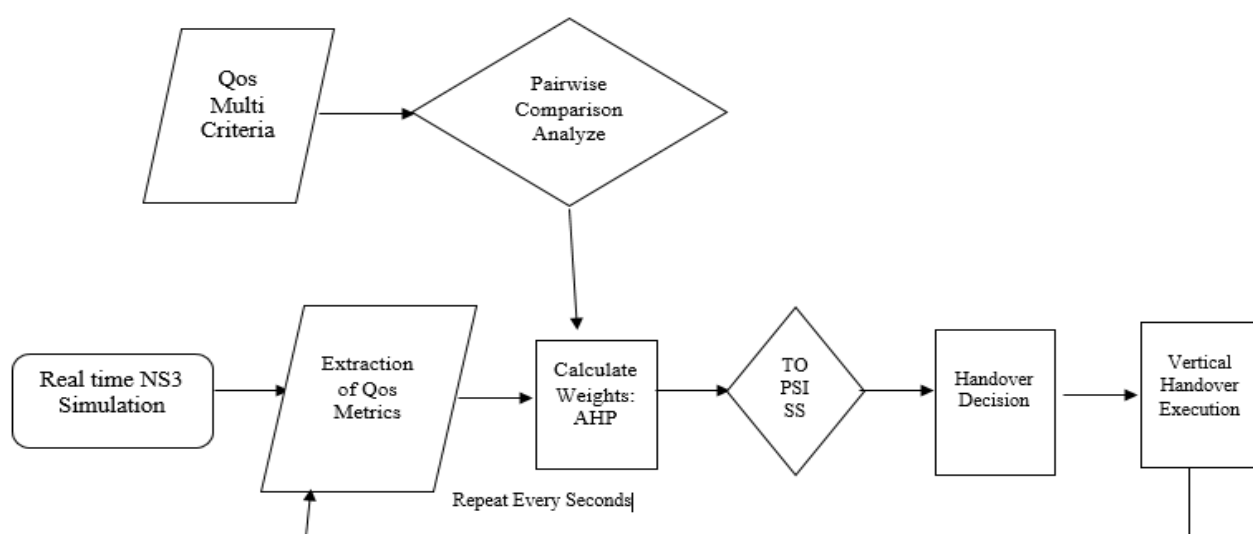 Qos
Multi
Criteria
Pairwise
Comparison
Analyze
Real time NS3
Simulation
Extraction
of Qos
Metrics
Calculate
Weights:
AHP
TO
PSI
SS
Handover
Decision
Vertical
Handover
Execution
Repeat Every Seconds